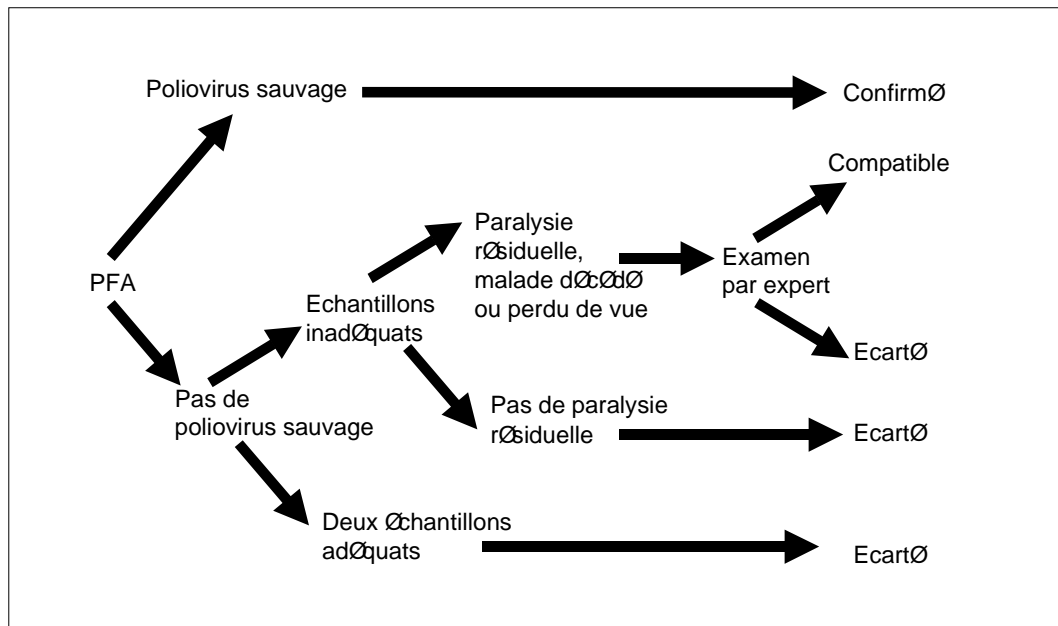 Poliovirus sauvage
ConfirmØ
Compatible
Paralysie
rØsiduelle,
malade dØcØdØ
ou perdu de vue
Examen
par expert
PFA
Echantillons
inadØquats
EcartØ
Pas de
poliovirus sauvage
Pas de paralysie
rØsiduelle
EcartØ
Deux Øchantillons
adØquats
EcartØ